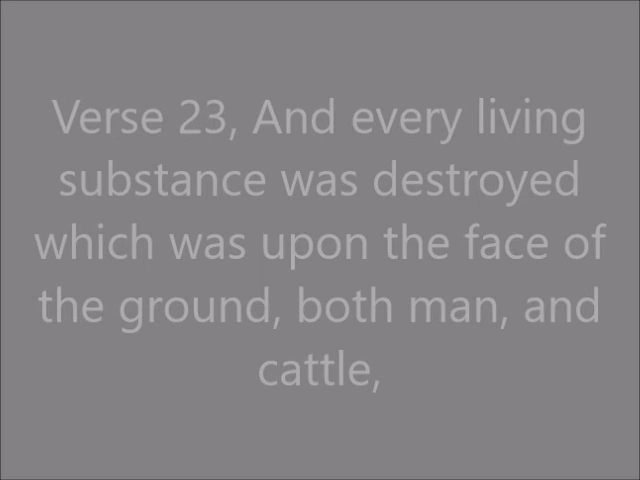 Verse 23, And every living
substance was destroyed
which was upon the face of
the ground, both man, and
cattle,